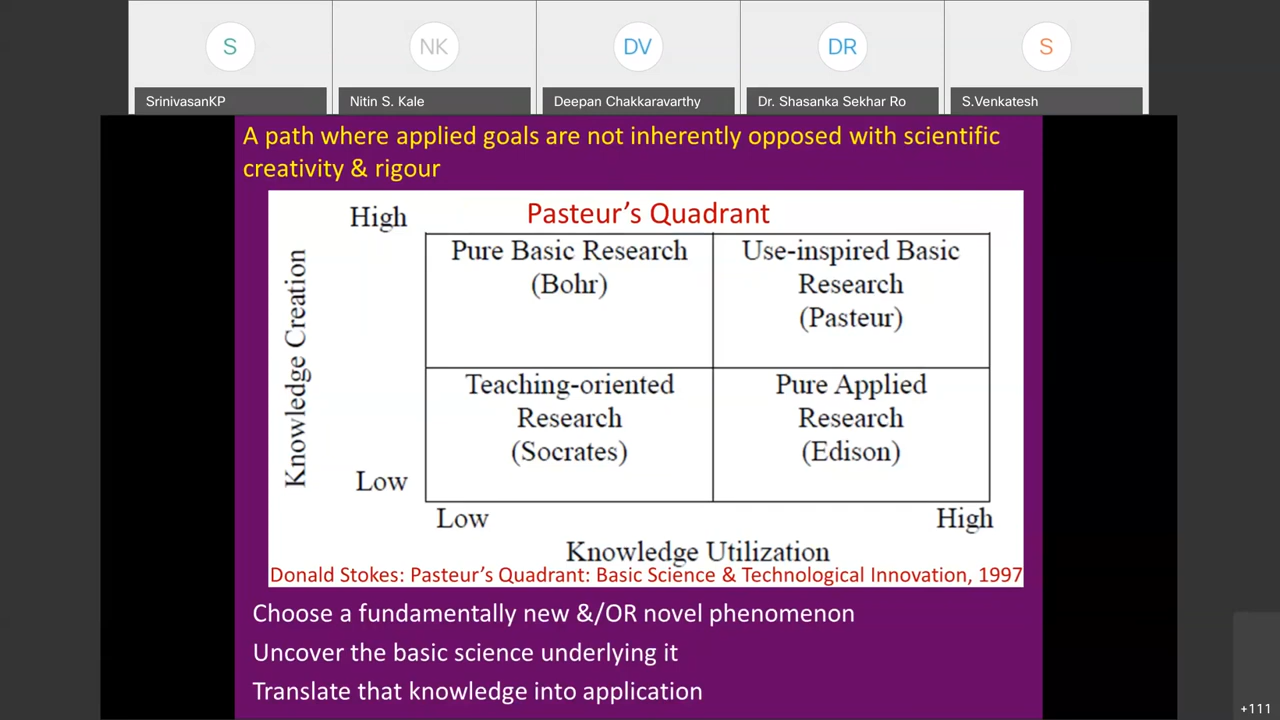 S
NK
DV
DR
S
SrinivasanKP
Nitin S. Kale
Deepan Chakkaravarthy
Dr. Shasanka Sekhar Ro
S.Venkatesh
A path where applied goals are not inherently opposed with scientific
creativity & rigour
High
Pasteur's Quadrant
Knowledge Creation
Pure Basic Research
(Bohr)
Use-inspired Basic
Research
(Pasteur)
Teaching-oriented
Research
(Socrates)
Pure Applied
Research
(Edison)
Low
Low
High
Knowledge Utilization
Donald Stokes: Pasteur's Quadrant: Basic Science & Technological Innovation, 1997
Choose a fundamentally new &/OR novel phenomenon
Uncover the basic science underlying it
Translate that knowledge into application
+111